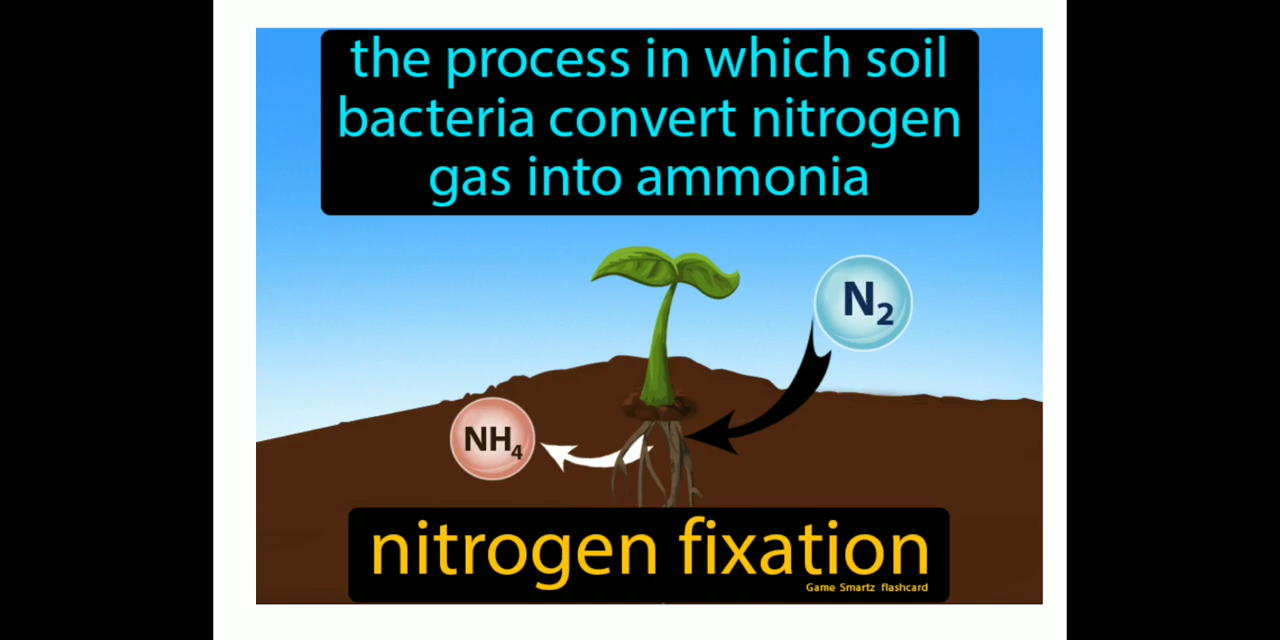 the process in which soil
bacteria convert nitrogen
gas into ammonia
N₂
NH₄
nitrogen fixation
Game Smartz flashcard